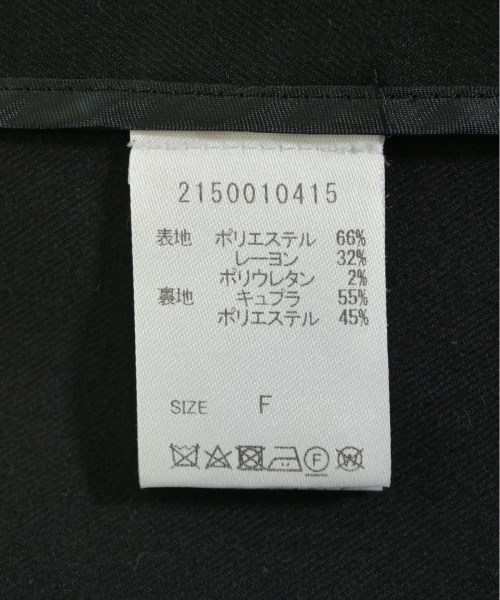 2150010415
表地 ポリエステル 66%
レーヨン 32%
ポリウレタン 2%
裏地 キュプラ 55%
ポリエステル 45%
SIZE F
F W